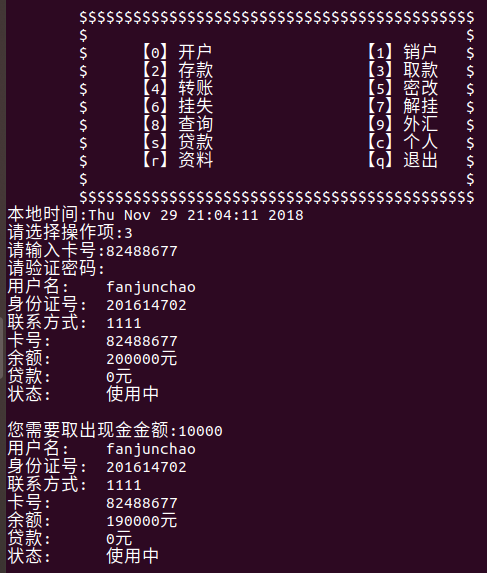 $$$$$$$$$$$$$$$$$$$$$$$$$$$$$$$$$$$$$$$$$$$$
$ $
$ 【0】开户 【1】销户 $
$ 【2】存款 【3】取款 $
$ 【4】转账 【5】密改 $
$ 【6】挂失 【7】解挂 $
$ 【8】查询 【9】外汇 $
$ 【s】贷款 【c】个人 $
$ 【r】资料 【q】退出 $
$ $
$$$$$$$$$$$$$$$$$$$$$$$$$$$$$$$$$$$$$$$$$$$$
本地时间:Thu Nov 29 21:04:11 2018
请选择操作项:3
请输入卡号:82488677
请验证密码:
用户名: fanjunchao
身份证号: 201614702
联系方式: 1111
卡号: 82488677
余额: 200000元
贷款: 0元
状态: 使用中
您需要取出现金金额:10000
用户名: fanjunchao
身份证号: 201614702
联系方式: 1111
卡号: 82488677
余额: 190000元
贷款: 0元
状态: 使用中